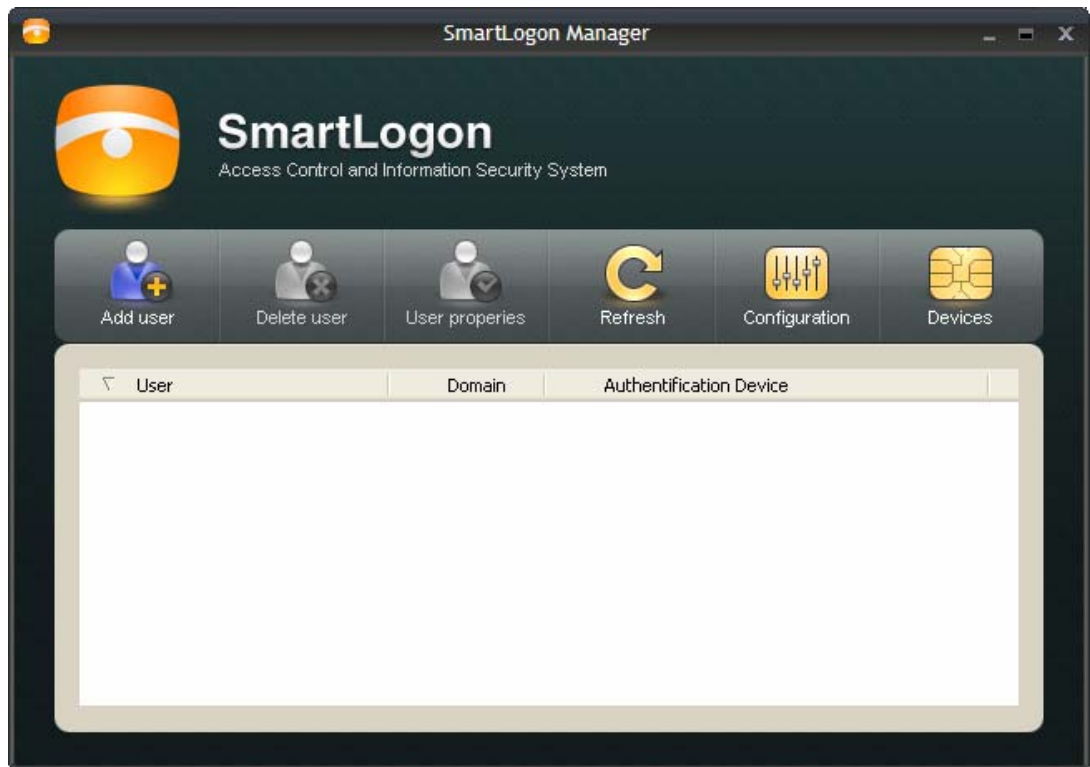 SmartLogon Manager
SmartLogon
Access Control and Information Security System
Add user Delete user User properies Refresh Configuration Devices
User Domain Authentification Device